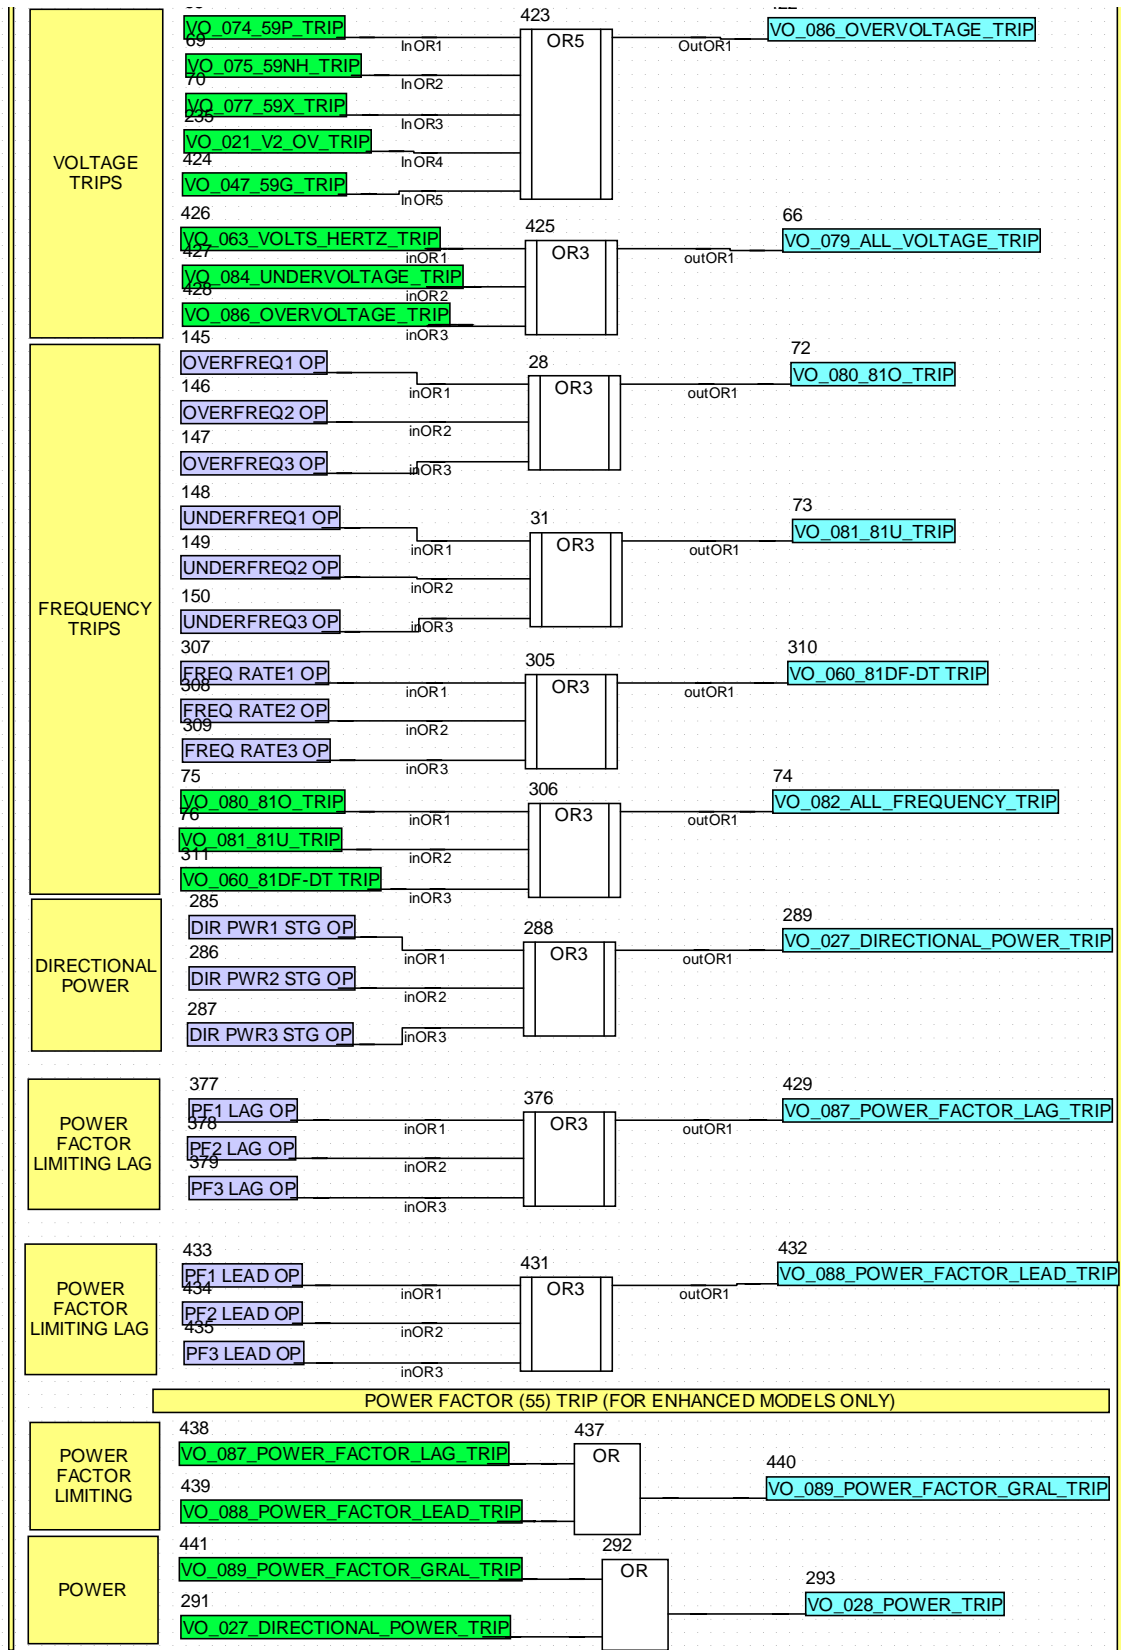 VOLTAGE
TRIPS
VO_074_59P_TRIP
InOR1
69
VO_075_59NH_TRIP
InOR2
70
VO_077_59X_TRIP
InOR3
235
VO_021_V2_OV_TRIP
InOR4
424
VO_047_59G_TRIP
InOR5
423
OR5
OutOR1
VO_086_OVERVOLTAGE_TRIP
426
VO_063_VOLTS_HERTZ_TRIP
inOR1
427
VO_084_UNDERVOLTAGE_TRIP
inOR2
428
VO_086_OVERVOLTAGE_TRIP
inOR3
425
OR3
outOR1
66
VO_079_ALL_VOLTAGE_TRIP
FREQUENCY
TRIPS
145
OVERFREQ1 OP
inOR1
146
OVERFREQ2 OP
inOR2
147
OVERFREQ3 OP
inOR3
28
OR3
outOR1
72
VO_080_81O_TRIP
148
UNDERFREQ1 OP
inOR1
149
UNDERFREQ2 OP
inOR2
150
UNDERFREQ3 OP
inOR3
31
OR3
outOR1
73
VO_081_81U_TRIP
307
FREQ RATE1 OP
inOR1
308
FREQ RATE2 OP
inOR2
309
FREQ RATE3 OP
inOR3
305
OR3
outOR1
310
VO_060_81DF-DT TRIP
75
VO_080_81O_TRIP
inOR1
76
VO_081_81U_TRIP
inOR2
311
VO_060_81DF-DT TRIP
inOR3
306
OR3
outOR1
74
VO_082_ALL_FREQUENCY_TRIP
DIRECTIONAL
POWER
285
DIR PWR1 STG OP
inOR1
286
DIR PWR2 STG OP
inOR2
287
DIR PWR3 STG OP
inOR3
288
OR3
outOR1
289
VO_027_DIRECTIONAL_POWER_TRIP
POWER
FACTOR
LIMITING LAG
377
PF1 LAG OP
inOR1
378
PF2 LAG OP
inOR2
379
PF3 LAG OP
inOR3
376
OR3
outOR1
429
VO_087_POWER_FACTOR_LAG_TRIP
POWER
FACTOR
LIMITING LAG
433
PF1 LEAD OP
inOR1
434
PF2 LEAD OP
inOR2
435
PF3 LEAD OP
inOR3
431
OR3
outOR1
432
VO_088_POWER_FACTOR_LEAD_TRIP
POWER FACTOR (55) TRIP (FOR ENHANCED MODELS ONLY)
POWER
FACTOR
LIMITING
438
VO_087_POWER_FACTOR_LAG_TRIP
439
VO_088_POWER_FACTOR_LEAD_TRIP
437
OR
440
VO_089_POWER_FACTOR_GRAL_TRIP
POWER
441
VO_089_POWER_FACTOR_GRAL_TRIP
291
VO_027_DIRECTIONAL_POWER_TRIP
292
OR
293
VO_028_POWER_TRIP